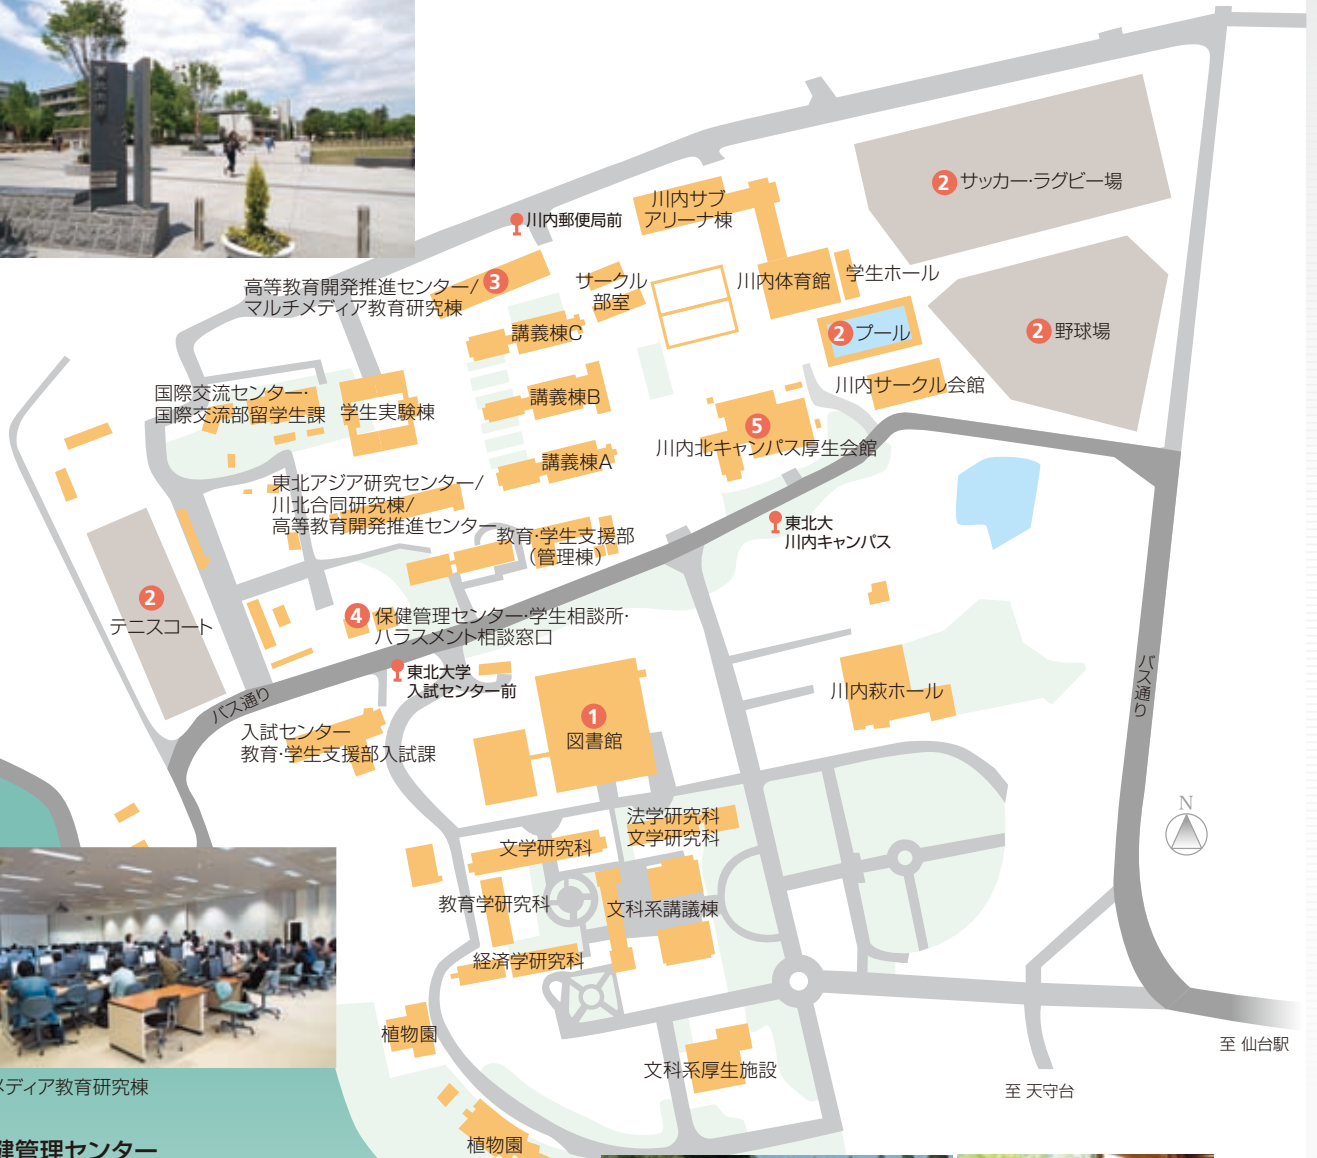 川内サブ
アリーナ棟
2 サッカー・ラグビー場
川内郵便局前
高等教育開発推進センター/
マルチメディア教育研究棟
3
サークル
部室
川内体育館
学生ホール
講義棟C
2 プール
2 野球場
国際交流センター・
国際交流部留学生課
学生実験棟
講義棟B
川内サークル会館
5
川内北キャンパス厚生会館
講義棟A
東北アジア研究センター/
川北合同研究棟/
高等教育開発推進センター
教育・学生支援部
(管理棟)
東北大
川内キャンパス
2
テニスコート
4 保健管理センター・学生相談所・
ハラスメント相談窓口
東北大学
入試センター前
バス通り
バス通り
川内萩ホール
1
図書館
入試センター
教育・学生支援部入試課
N
法学研究科
文学研究科
文学研究科
教育学研究科
文科系講議棟
経済学研究科
植物園
至 仙台駅
文科系厚生施設
至 天守台
メディア教育研究棟
植物園
健管理センター